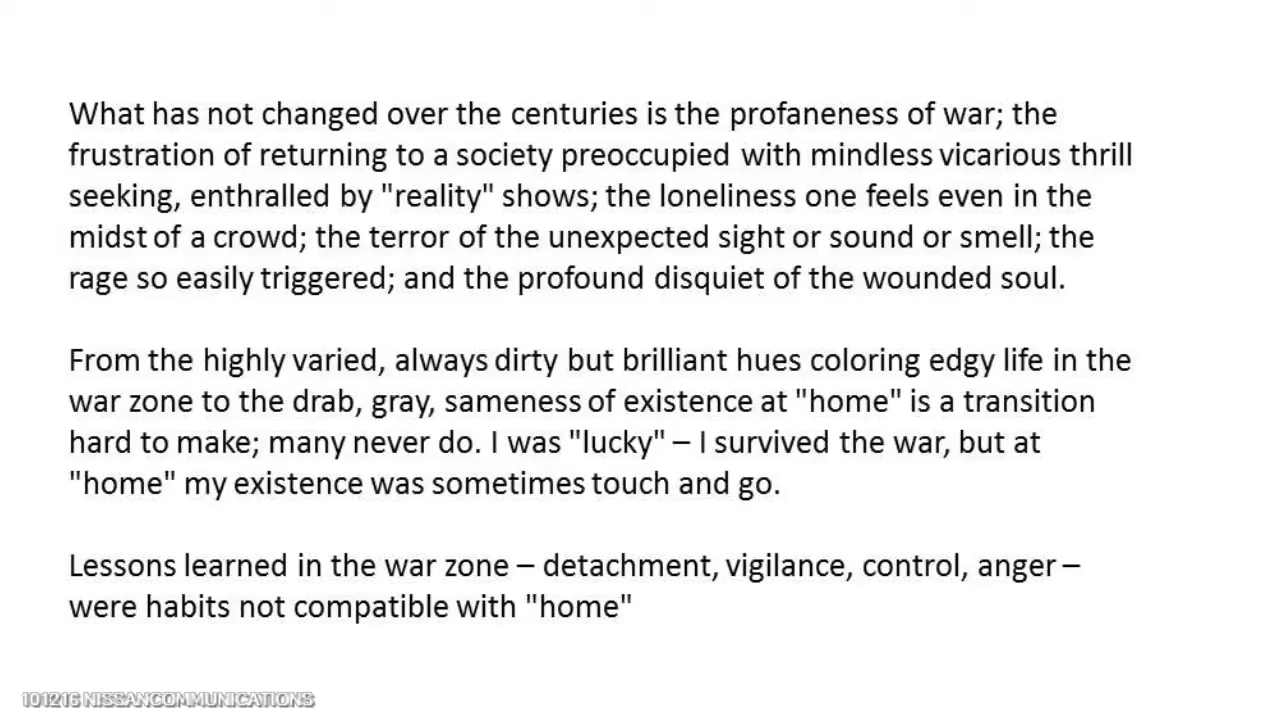 What has not changed over the centuries is the profaneness of war; the
frustration of returning to a society preoccupied with mindless vicarious thrill
seeking, enthralled by "reality" shows; the loneliness one feels even in the
midst of a crowd; the terror of the unexpected sight or sound or smell; the
rage so easily triggered; and the profound disquiet of the wounded soul.
From the highly varied, always dirty but brilliant hues coloring edgy life in the
war zone to the drab, gray, sameness of existence at "home" is a transition
hard to make; many never do. I was "lucky" – I survived the war, but at
"home" my existence was sometimes touch and go.
Lessons learned in the war zone – detachment, vigilance, control, anger –
were habits not compatible with "home"
101216 NISSANCOMMUNICATIONS